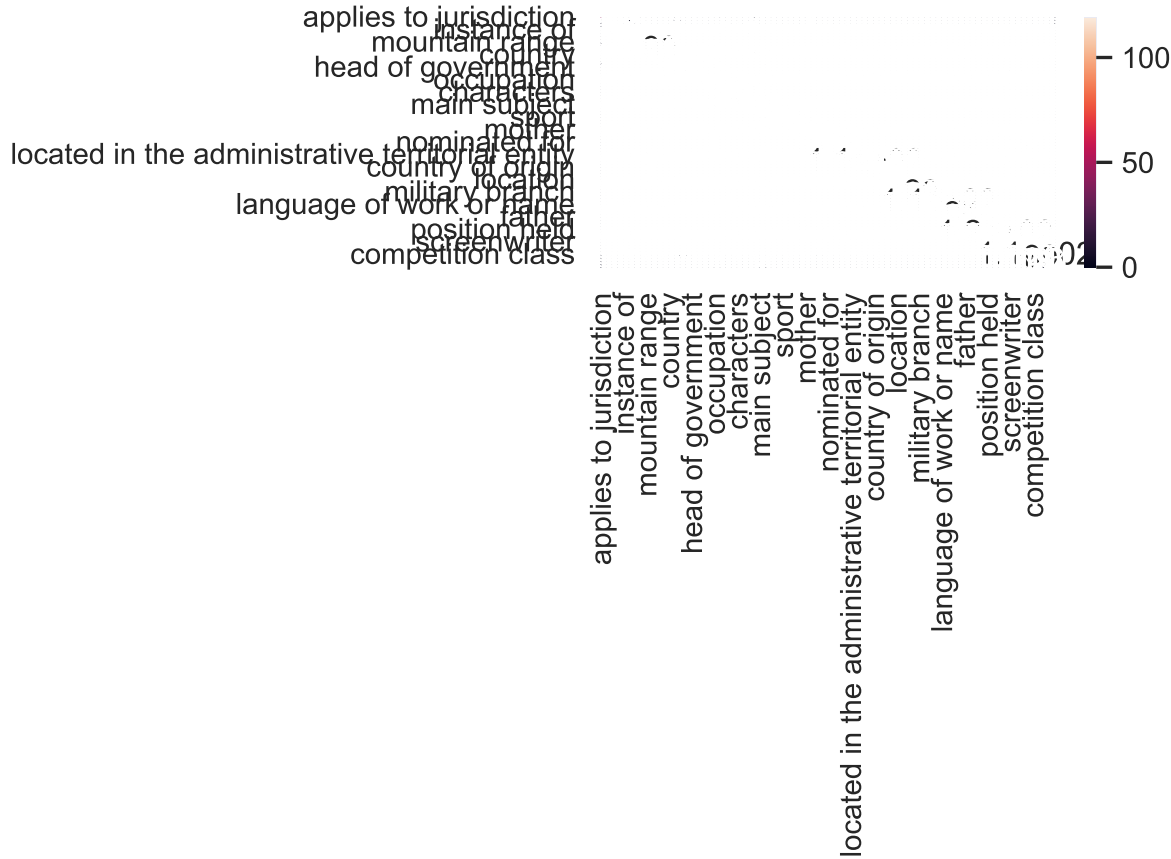 applies to jurisdiction
instance of
mountain range
country
head of government
occupation
characters
main subject
sport
mother
nominated for
located in the administrative territorial entity
country of origin
location
military branch
language of work or name
father
position held
screenwriter
competition class
100
50
0
applies to jurisdiction
instance of
mountain range
country
head of government
occupation
characters
main subject
sport
mother
nominated for
located in the administrative territorial entity
country of origin
location
military branch
language of work or name
father
position held
screenwriter
competition class